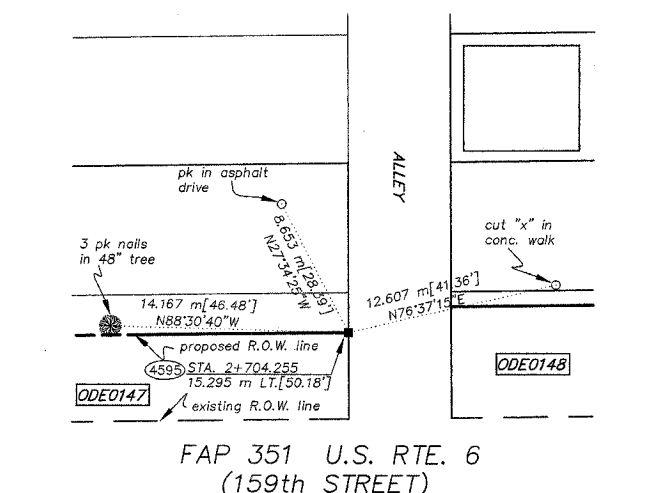 pk in asphalt
drive
ALLEY
3 pk nails
in 48" tree
8.653 m[28.39']
N27°34'25"W
cut "x" in
conc. walk
14.167 m[46.48']
N88°30'40"W
12.607 m[41.36']
N76°37'15"E
proposed R.O.W. line
4595 STA. 2+704.255
15.295 m LT.[50.18']
ODE0147
ODE0148
existing R.O.W. line
FAP 351 U.S. RTE. 6
(159th STREET)